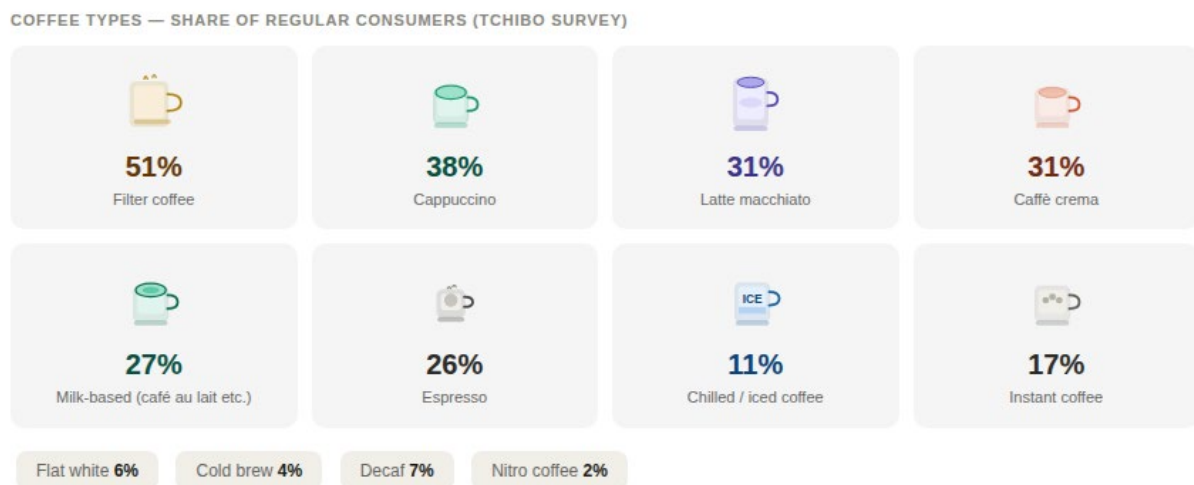 COFFEE TYPES — SHARE OF REGULAR CONSUMERS (TCHIBO SURVEY)
51%
Filter coffee
38%
Cappuccino
31%
Latte macchiato
31%
Caffè crema
27%
Milk-based (café au lait etc.)
26%
Espresso
ICE
11%
Chilled / iced coffee
17%
Instant coffee
Flat white 6%
Cold brew 4%
Decaf 7%
Nitro coffee 2%